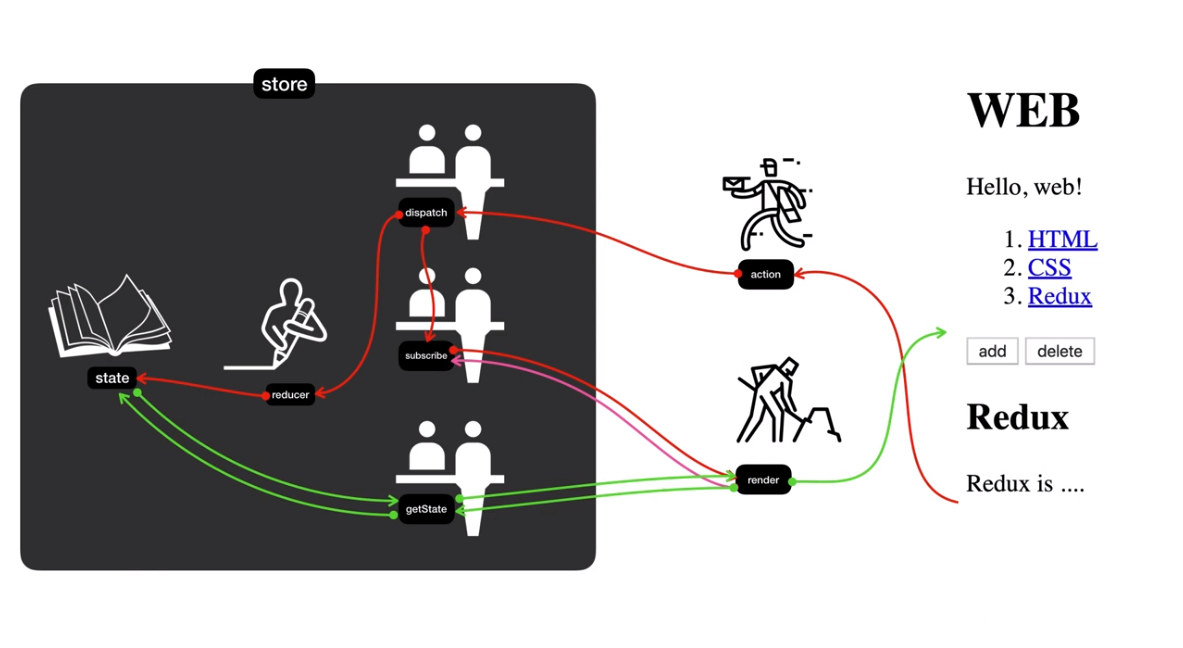 store
dispatch
subscribe
state
reducer
getState
action
render
WEB
Hello, web!
1. HTML
2. CSS
3. Redux
add delete
Redux
Redux is ....